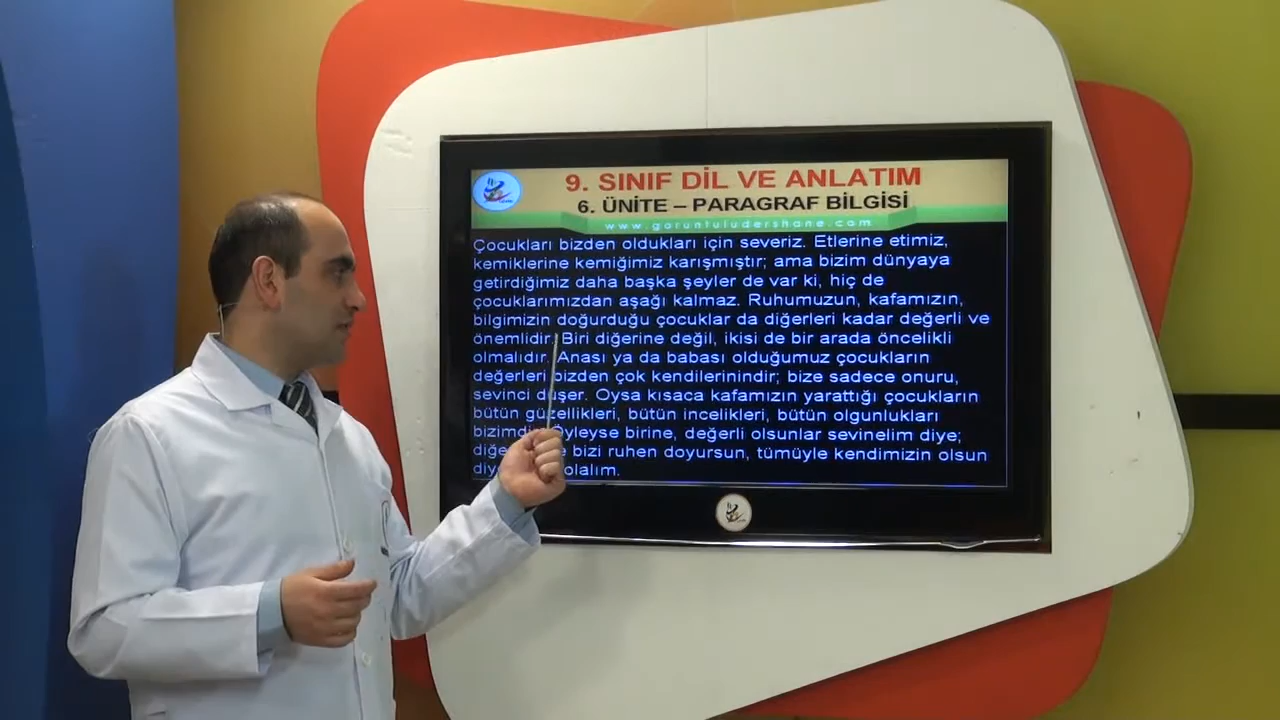 9. SINIF DİL VE ANLATIM
6. ÜNİTE – PARAGRAF BİLGİSİ
www.goruntuludershane.com
Çocukları bizden oldukları için severiz. Etlerine etimiz,
kemiklerine kemiğimiz karışmıştır; ama bizim dünyaya
getirdiğimiz daha başka şeyler de var ki, hiç de
çocuklarımızdan aşağı kalmaz. Ruhumuzun, kafamızın,
bilgimizin doğurduğu çocuklar da diğerleri kadar değerli ve
önemlidir. Biri diğerine değil, ikisi de bir arada öncelikli
olmalıdır. Anası ya da babası olduğumuz çocukların
değerleri bizden çok kendilerinindir; bize sadece onuru,
sevinci düşer. Oysa kısaca kafamızın yarattığı çocukların
bütün güzellikleri, bütün incelikleri, bütün olgunlukları
Öyleyse birine, değerli olsunlar sevinelim diye;
bizi ruhen doyursun, tümüyle kendimizin olsun